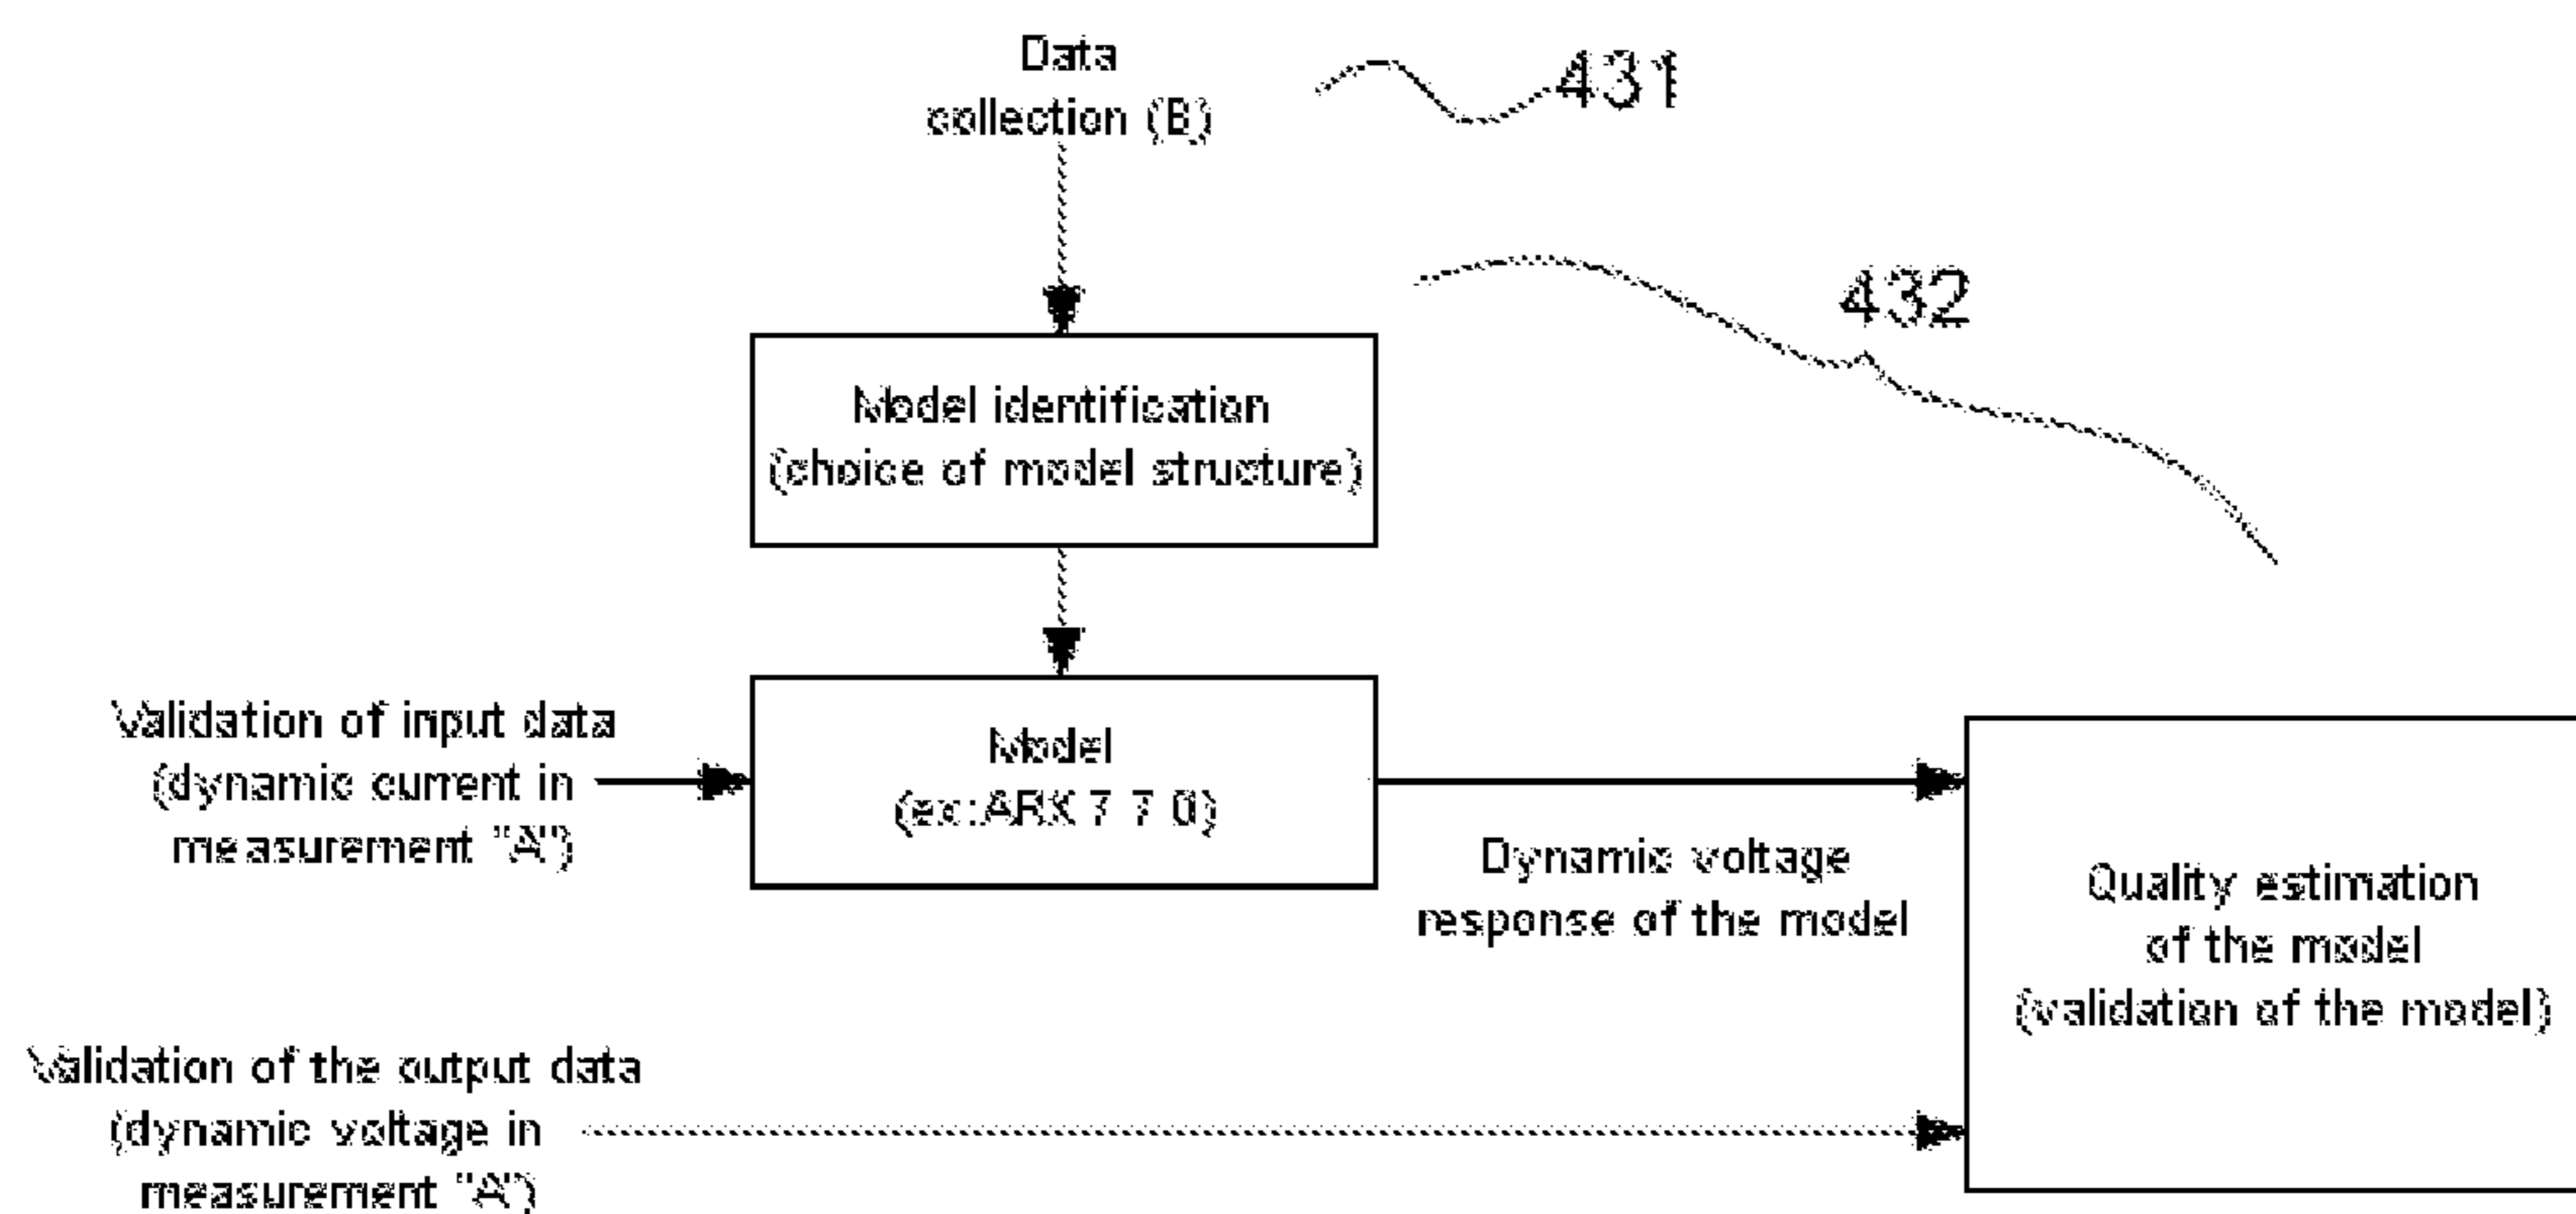 Data
collection (B)
431
432
Model identification
(choice of model structure)
Validation of input data
(dynamic current in
measurement "A")
Model
(ex:ARX 7 7 0)
Dynamic voltage
response of the model
Quality estimation
of the model
(validation of the model)
Validation of the output data
(dynamic voltage in
measurement "A")